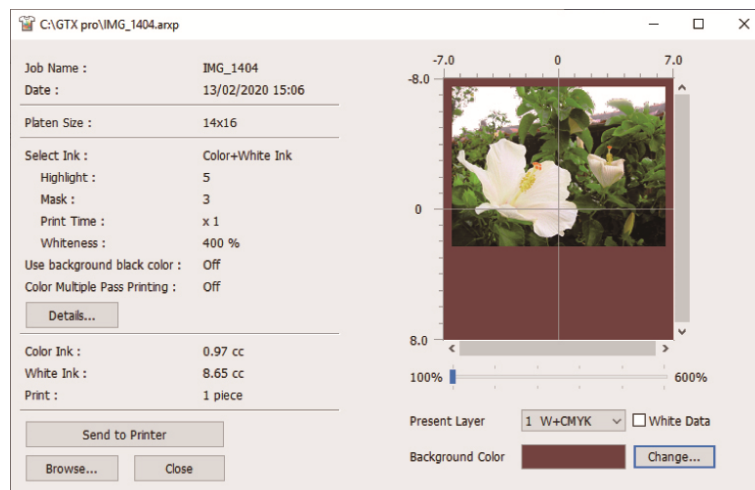 C:\GTX pro\IMG_1404.arxp
Job Name : IMG_1404
Date : 13/02/2020 15:06
Platen Size : 14x16
Select Ink : Color+White Ink
Highlight : 5
Mask : 3
Print Time : x 1
Whiteness : 400 %
Use background black color : Off
Color Multiple Pass Printing : Off
Details...
Color Ink : 0.97 cc
White Ink : 8.65 cc
Print : 1 piece
Send to Printer
Browse... Close
-7.0 0 7.0
-8.0
0
8.0
100% 600%
Present Layer 1 W+CMYK White Data
Background Color Change...